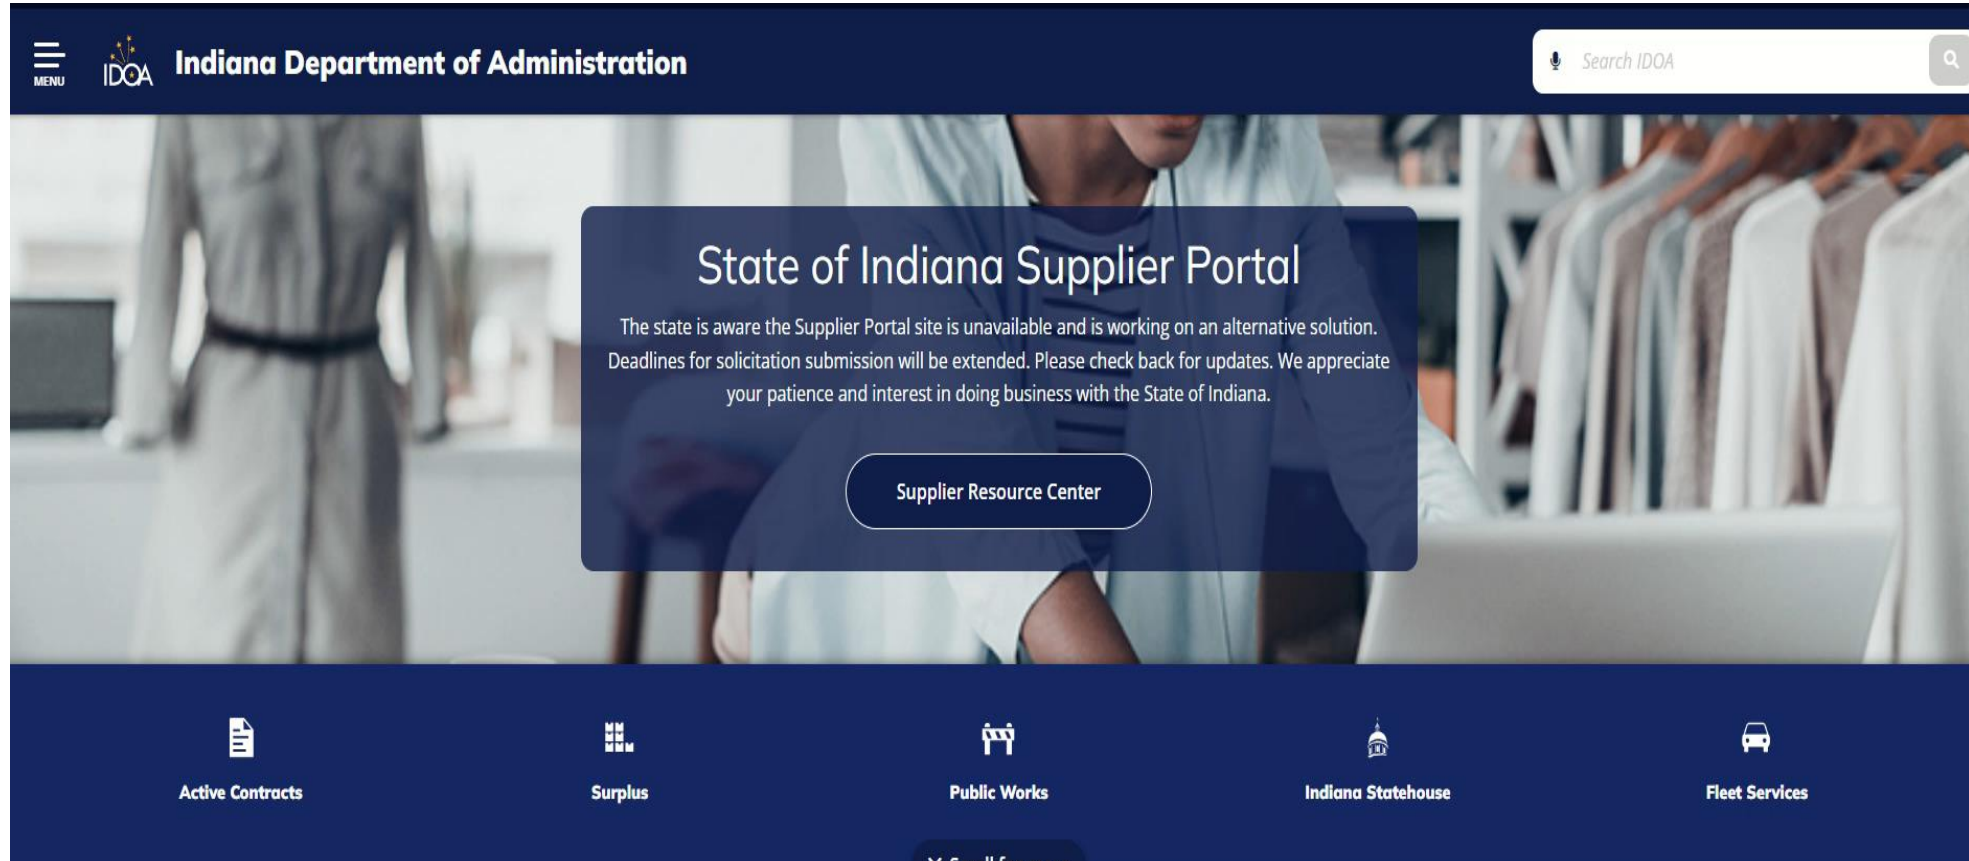 MENU
IDOA
Indiana Department of Administration
Search IDOA
State of Indiana Supplier Portal
The state is aware the Supplier Portal site is unavailable and is working on an alternative solution.
Deadlines for solicitation submission will be extended. Please check back for updates. We appreciate
your patience and interest in doing business with the State of Indiana.
Supplier Resource Center
Active Contracts
Surplus
Public Works
Indiana Statehouse
Fleet Services